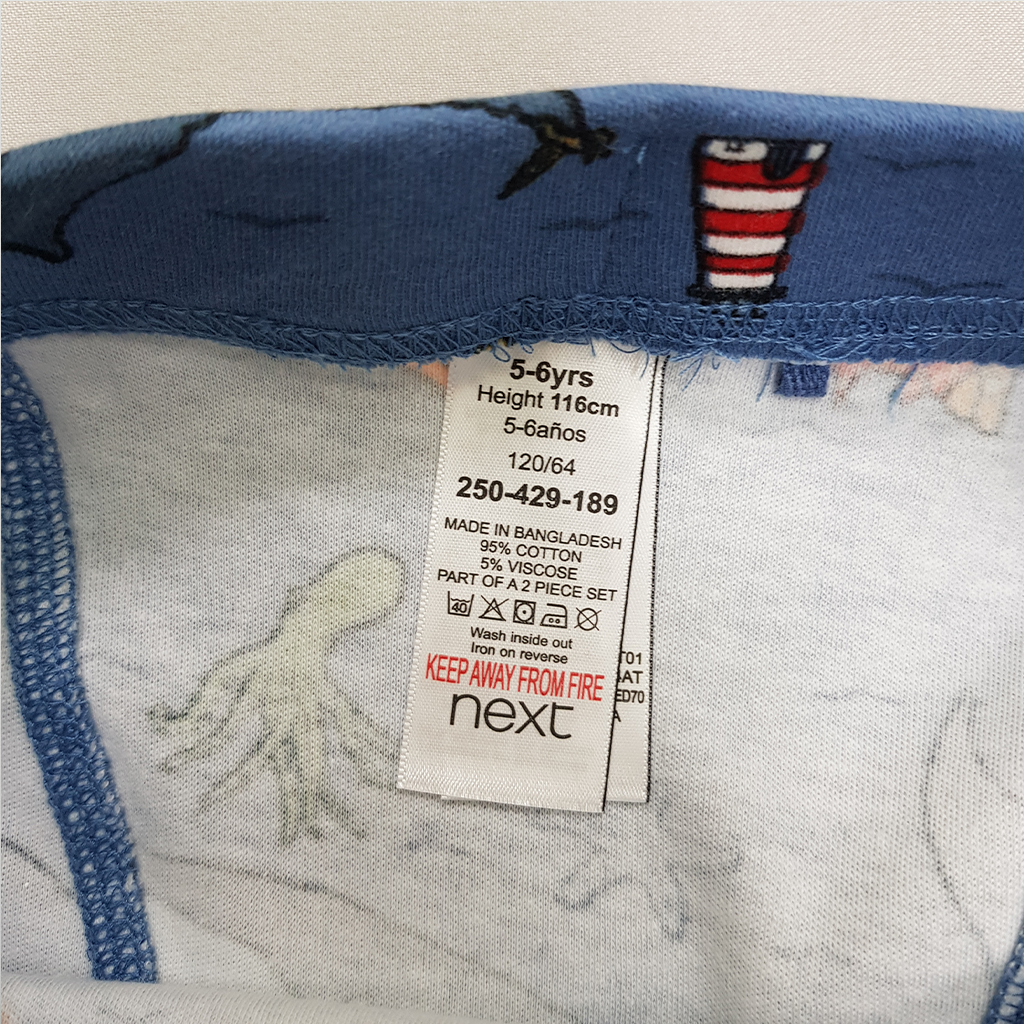 5-6yrs
Height 116cm
5-6años
120/64
250-429-189
MADE IN BANGLADESH
95% COTTON
5% VISCOSE
PART OF A 2 PIECE SET
40
Wash inside out
Iron on reverse
KEEP AWAY FROM FIRE
next